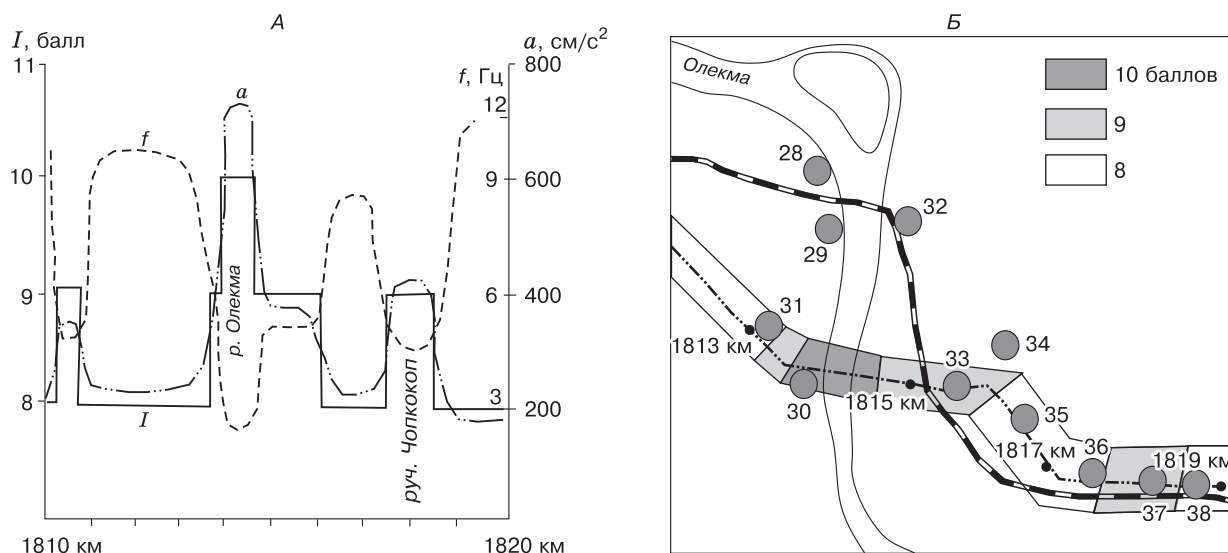 А
I, балл
a, см/с²
f, Гц
11
10
9
8
800
600
400
200
0
12
9
6
3
f
a
I
р. Олекма
руч. Чопкокоп
1810 км
1820 км
Б
Олекма
10 баллов
9
8
28
29
32
31
1813 км
30
33
34
1815 км
35
1817 км
36
1819 км
37
38